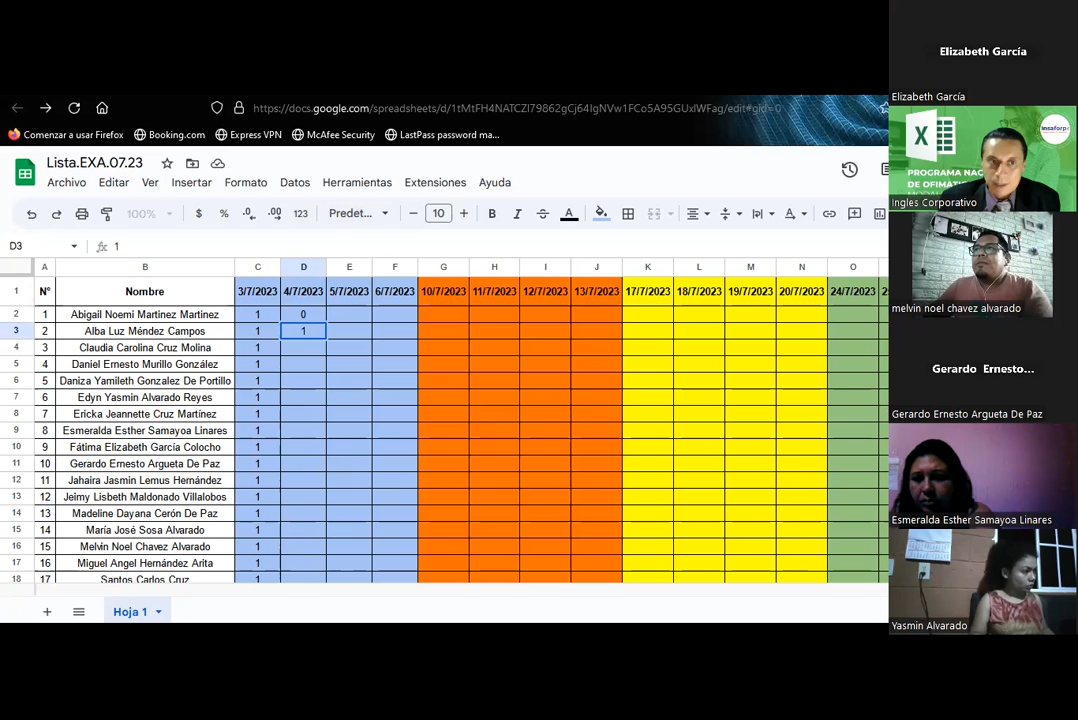 https://docs.google.com/spreadsheets/d/1tMtFH4NATCZl79862gCj64IgNVw1FCo5A95GUxlWFag/edit#gid=0
Comenzar a usar Firefox Booking.com Express VPN McAfee Security LastPass password ma...
Lista.EXA.07.23
Archivo Editar Ver Insertar Formato Datos Herramientas Extensiones Ayuda
100% $ % .0 .00 123 Predet... − 10 + B I S A
D3 fx 1
A B C D E F G H I J K L M N O
1 N° Nombre 3/7/2023 4/7/2023 5/7/2023 6/7/2023 10/7/2023 11/7/2023 12/7/2023 13/7/2023 17/7/2023 18/7/2023 19/7/2023 20/7/2023 24/7/2023
2 1 Abigail Noemi Martinez Martinez 1 0
3 2 Alba Luz Méndez Campos 1 1
4 3 Claudia Carolina Cruz Molina 1
5 4 Daniel Ernesto Murillo González 1
6 5 Daniza Yamileth Gonzalez De Portillo 1
7 6 Edyn Yasmin Alvarado Reyes 1
8 7 Ericka Jeannette Cruz Martínez 1
9 8 Esmeralda Esther Samayoa Linares 1
10 9 Fátima Elizabeth García Colocho 1
11 10 Gerardo Ernesto Argueta De Paz 1
12 11 Jahaira Jasmin Lemus Hernández 1
13 12 Jeimy Lisbeth Maldonado Villalobos 1
14 13 Madeline Dayana Cerón De Paz 1
15 14 María José Sosa Alvarado 1
16 15 Melvin Noel Chavez Alvarado 1
17 16 Miguel Angel Hernández Arita 1
18 17 Santos Carlos Cruz 1
+ Hoja 1
Elizabeth García
Elizabeth García
X
Insaforp
PROGRAMA NAC
DE OFIMATI
Ingles Corporativo
melvin noel chavez alvarado
Gerardo Ernesto...
Gerardo Ernesto Argueta De Paz
Esmeralda Esther Samayoa Linares
Yasmin Alvarado